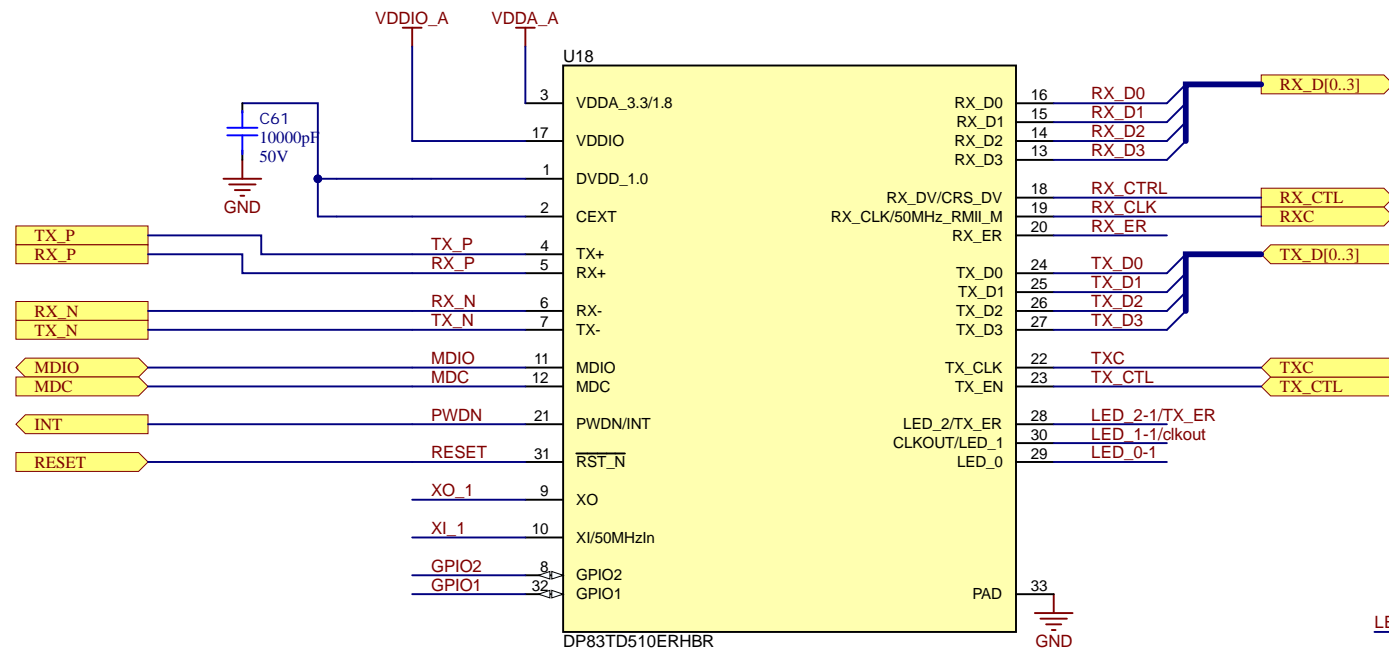 VDDIO_A
VDDA_A
U18
3
VDDA_3.3/1.8
17
VDDIO
1
DVDD_1.0
2
CEXT
C61
10000pF
50V
GND
TX_P
RX_P
TX_P
4
TX+
RX_P
5
RX+
RX_N
TX_N
RX_N
6
RX-
TX_N
7
TX-
MDIO
MDC
MDIO
11
MDIO
MDC
12
MDC
INT
PWDN
21
PWDN/INT
RESET
RESET
31
RST_N
XO_1
9
XO
XI_1
10
XI/50MHzIn
GPIO2
8
GPIO2
GPIO1
32
GPIO1
RX_D0
16
RX_D0
RX_D1
15
RX_D1
RX_D2
14
RX_D2
RX_D3
13
RX_D3
RX_D[0..3]
RX_DV/CRS_DV
18
RX_CTRL
RX_CTL
RX_CLK/50MHz_RMII_M
19
RX_CLK
RXC
RX_ER
20
RX_ER
TX_D0
24
TX_D0
TX_D1
25
TX_D1
TX_D2
26
TX_D2
TX_D3
27
TX_D3
TX_D[0..3]
TX_CLK
22
TXC
TXC
TX_EN
23
TX_CTL
TX_CTL
LED_2/TX_ER
28
LED_2-1/TX_ER
CLKOUT/LED_1
30
LED_1-1/clkout
LED_0
29
LED_0-1
PAD
33
GND
DP83TD510ERHBR